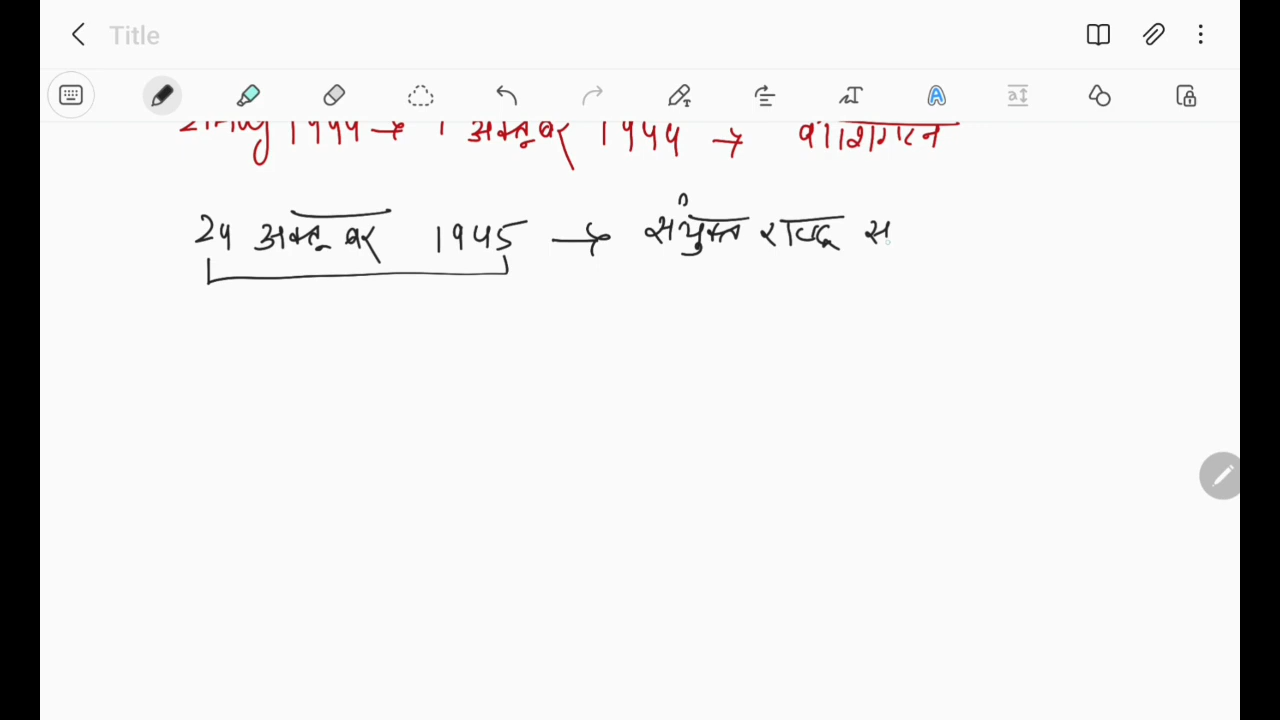 Title
1944 → अक्तूबर 1944 → वाशिंगटन
24 अक्तूबर 1945 → संयुक्त राष्ट्र स